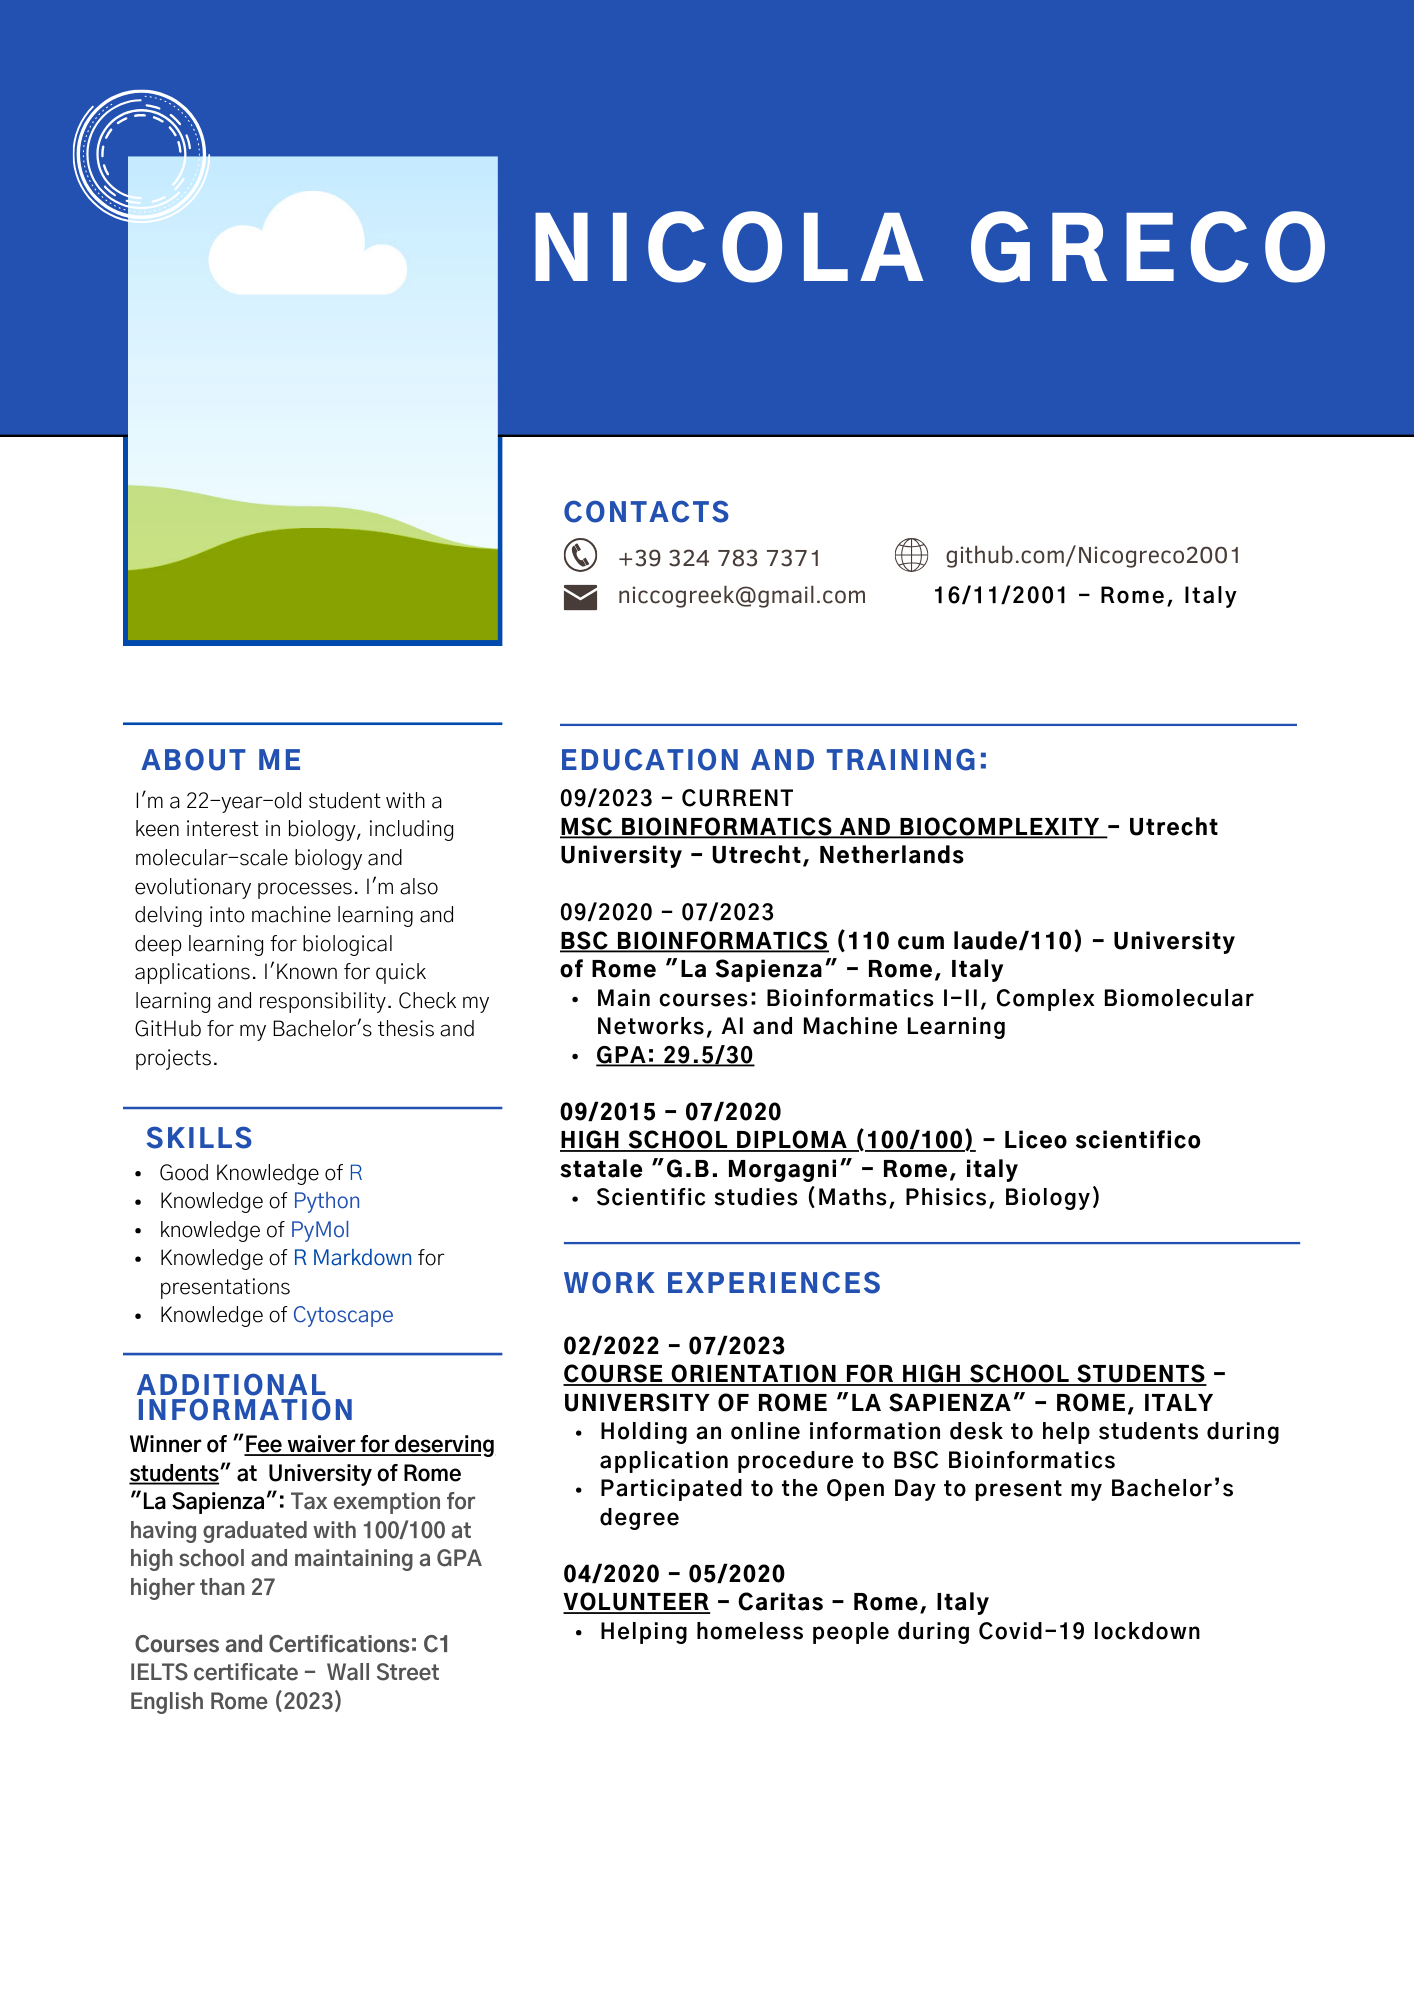 NICOLA GRECO
CONTACTS
+39 324 783 7371
github.com/Nicogreco2001
niccogreek@gmail.com
16/11/2001 - Rome, Italy
ABOUT ME
I'm a 22-year-old student with a
keen interest in biology, including
molecular-scale biology and
evolutionary processes. I'm also
delving into machine learning and
deep learning for biological
applications. I'Known for quick
learning and responsibility. Check my
GitHub for my Bachelor's thesis and
projects.
SKILLS
• Good Knowledge of R
• Knowledge of Python
• knowledge of PyMol
• Knowledge of R Markdown for
presentations
• Knowledge of Cytoscape
ADDITIONAL
INFORMATION
Winner of "Fee waiver for deserving
students" at  University of Rome
"La Sapienza": Tax exemption for
having graduated with 100/100 at
high school and maintaining a GPA
higher than 27
Courses and Certifications: C1
IELTS certificate -  Wall Street
English Rome (2023)
EDUCATION AND TRAINING:
09/2023 - CURRENT
MSC BIOINFORMATICS AND BIOCOMPLEXITY - Utrecht
University - Utrecht, Netherlands
09/2020 - 07/2023
BSC BIOINFORMATICS (110 cum laude/110) - University
of Rome "La Sapienza" - Rome, Italy
• Main courses: Bioinformatics I-II, Complex Biomolecular
Networks, AI and Machine Learning
• GPA: 29.5/30
09/2015 - 07/2020
HIGH SCHOOL DIPLOMA (100/100) - Liceo scientifico
statale "G.B. Morgagni" - Rome, italy
• Scientific studies (Maths, Phisics, Biology)
WORK EXPERIENCES
02/2022 - 07/2023
COURSE ORIENTATION FOR HIGH SCHOOL STUDENTS -
UNIVERSITY OF ROME "LA SAPIENZA" - ROME, ITALY
• Holding an online information desk to help students during
application procedure to BSC Bioinformatics
• Participated to the Open Day to present my Bachelor's
degree
04/2020 - 05/2020
VOLUNTEER - Caritas - Rome, Italy
• Helping homeless people during Covid-19 lockdown